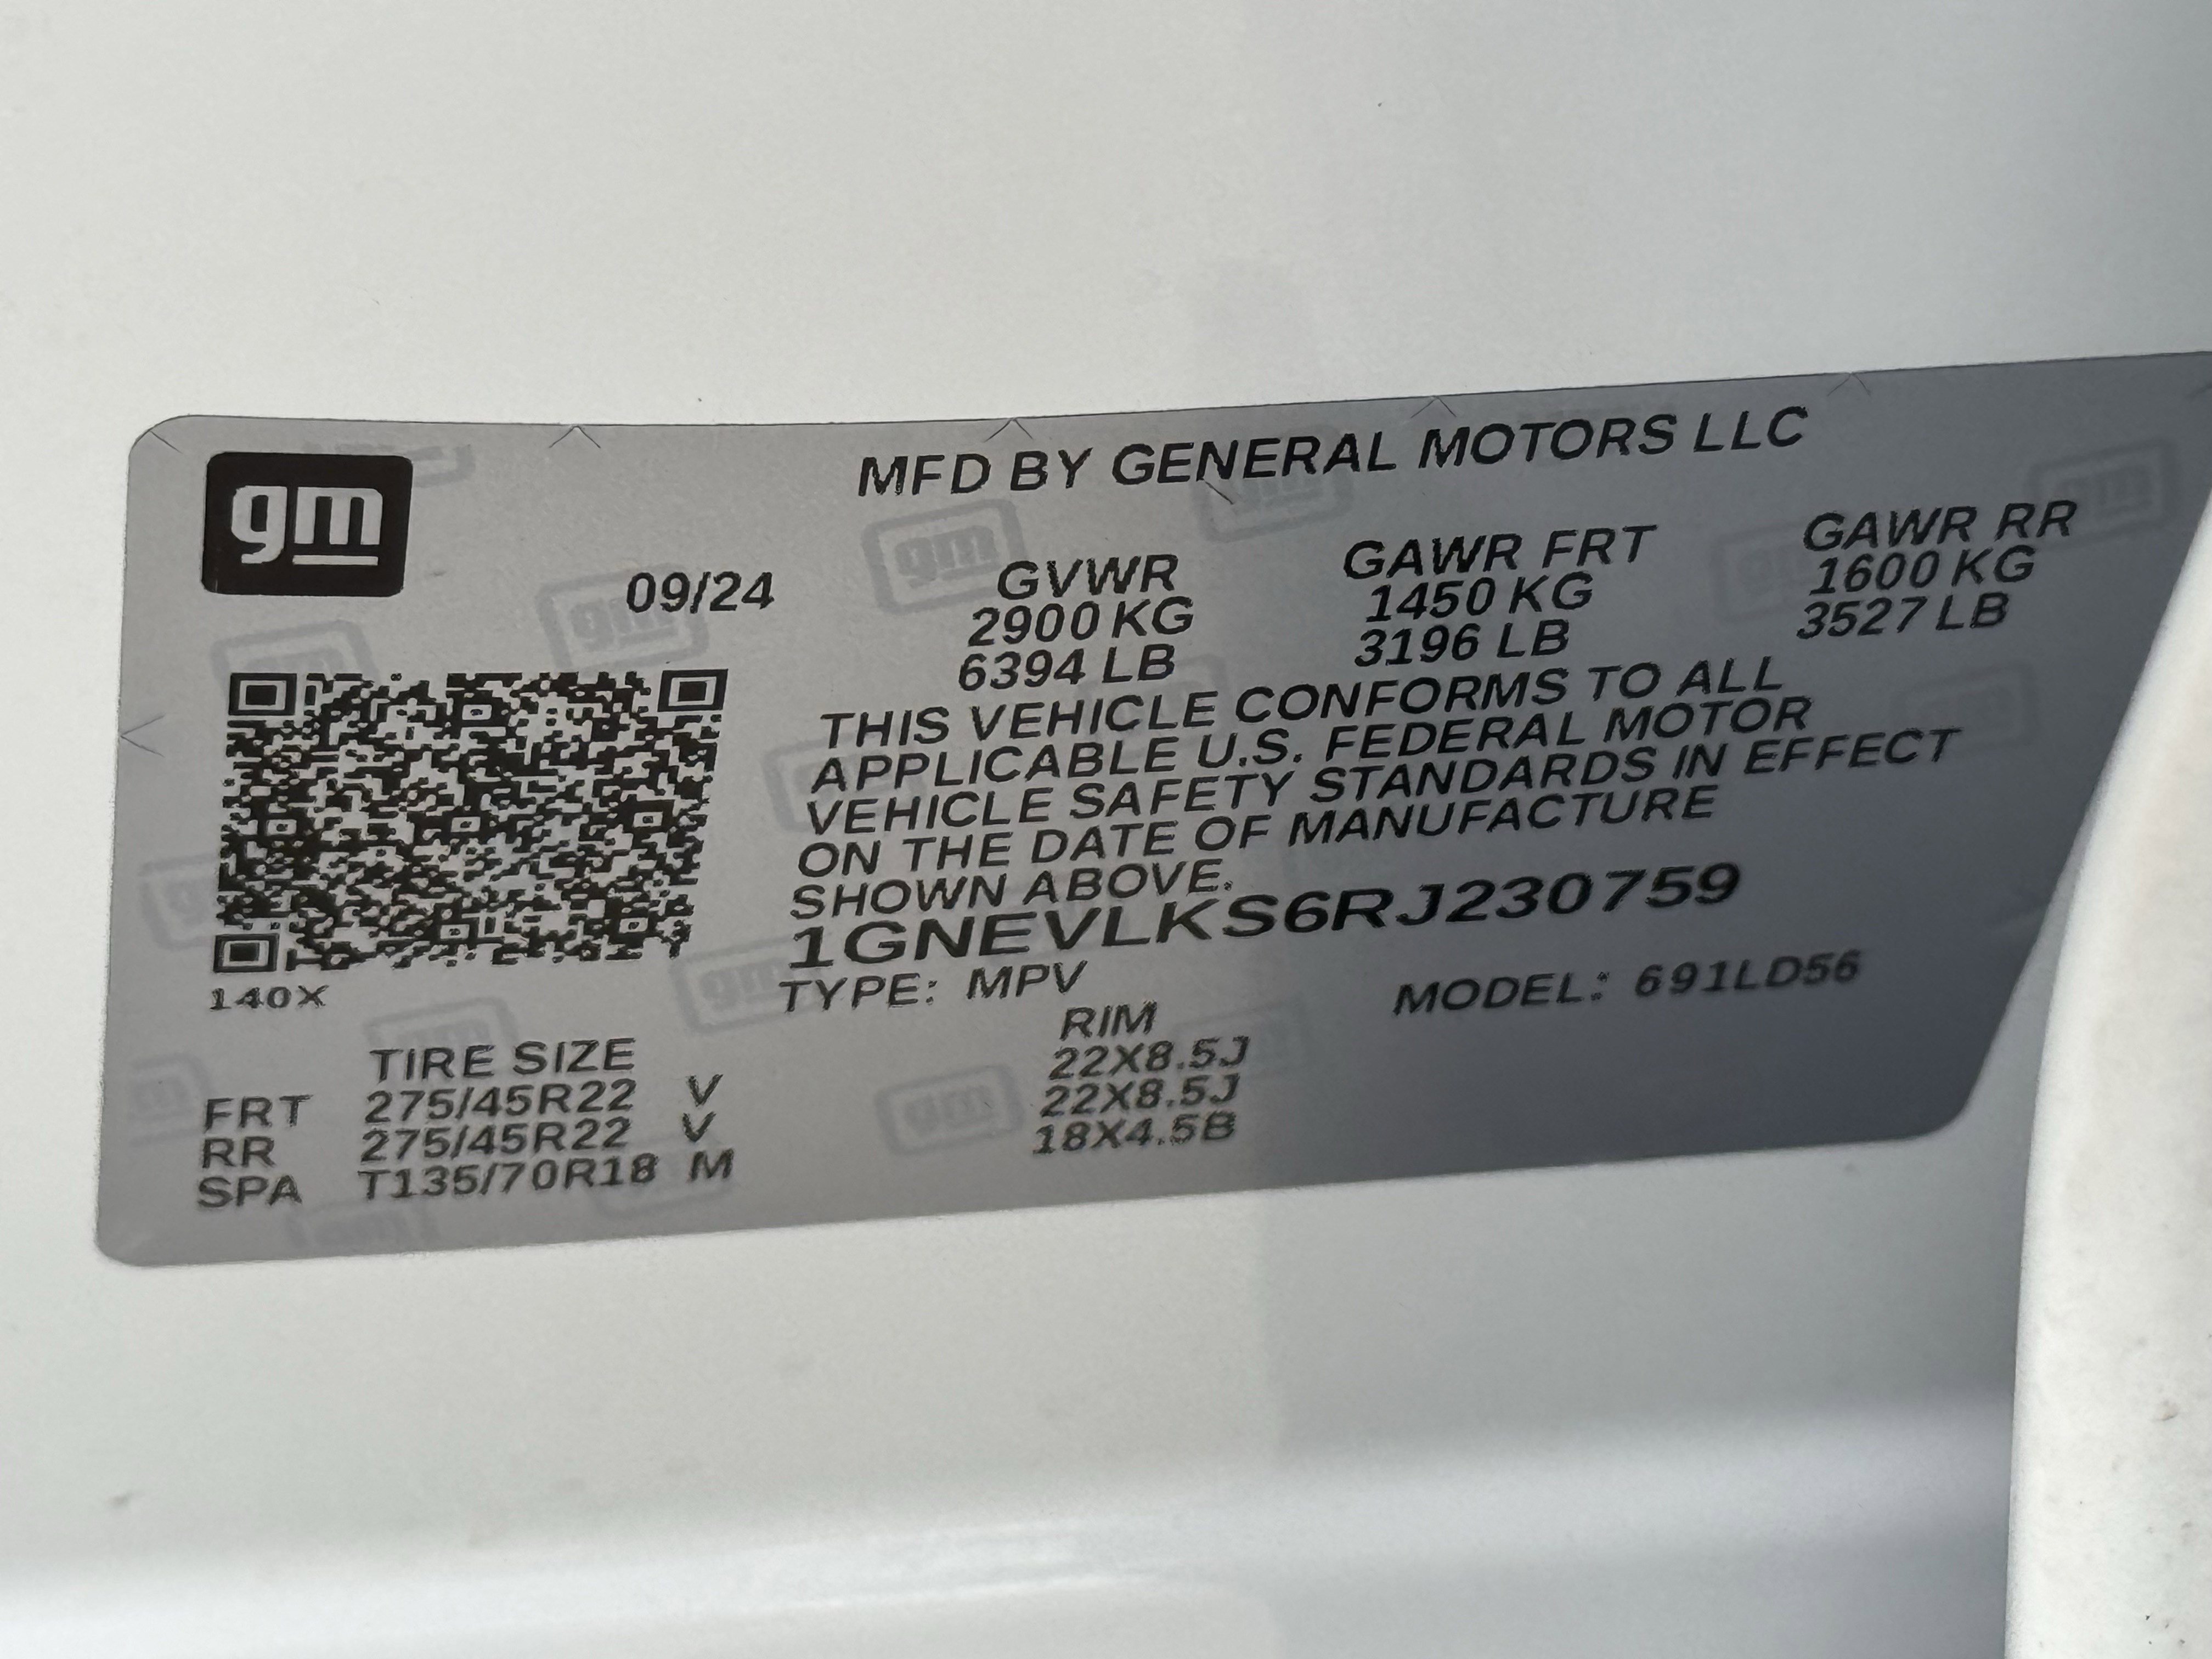 gm
MFD BY GENERAL MOTORS LLC
09/24
GVWR GAWR FRT GAWR RR
2900 KG 1450 KG 1600 KG
6394 LB 3196 LB 3527 LB
THIS VEHICLE CONFORMS TO ALL
APPLICABLE U.S. FEDERAL MOTOR
VEHICLE SAFETY STANDARDS IN EFFECT
ON THE DATE OF MANUFACTURE
SHOWN ABOVE.
1GNEVLKS6RJ230759
TYPE: MPV MODEL: 691LD56
140X
TIRE SIZE RIM
FRT 275/45R22 V 22X8.5J
RR 275/45R22 V 22X8.5J
SPA T135/70R18 M 18X4.5B